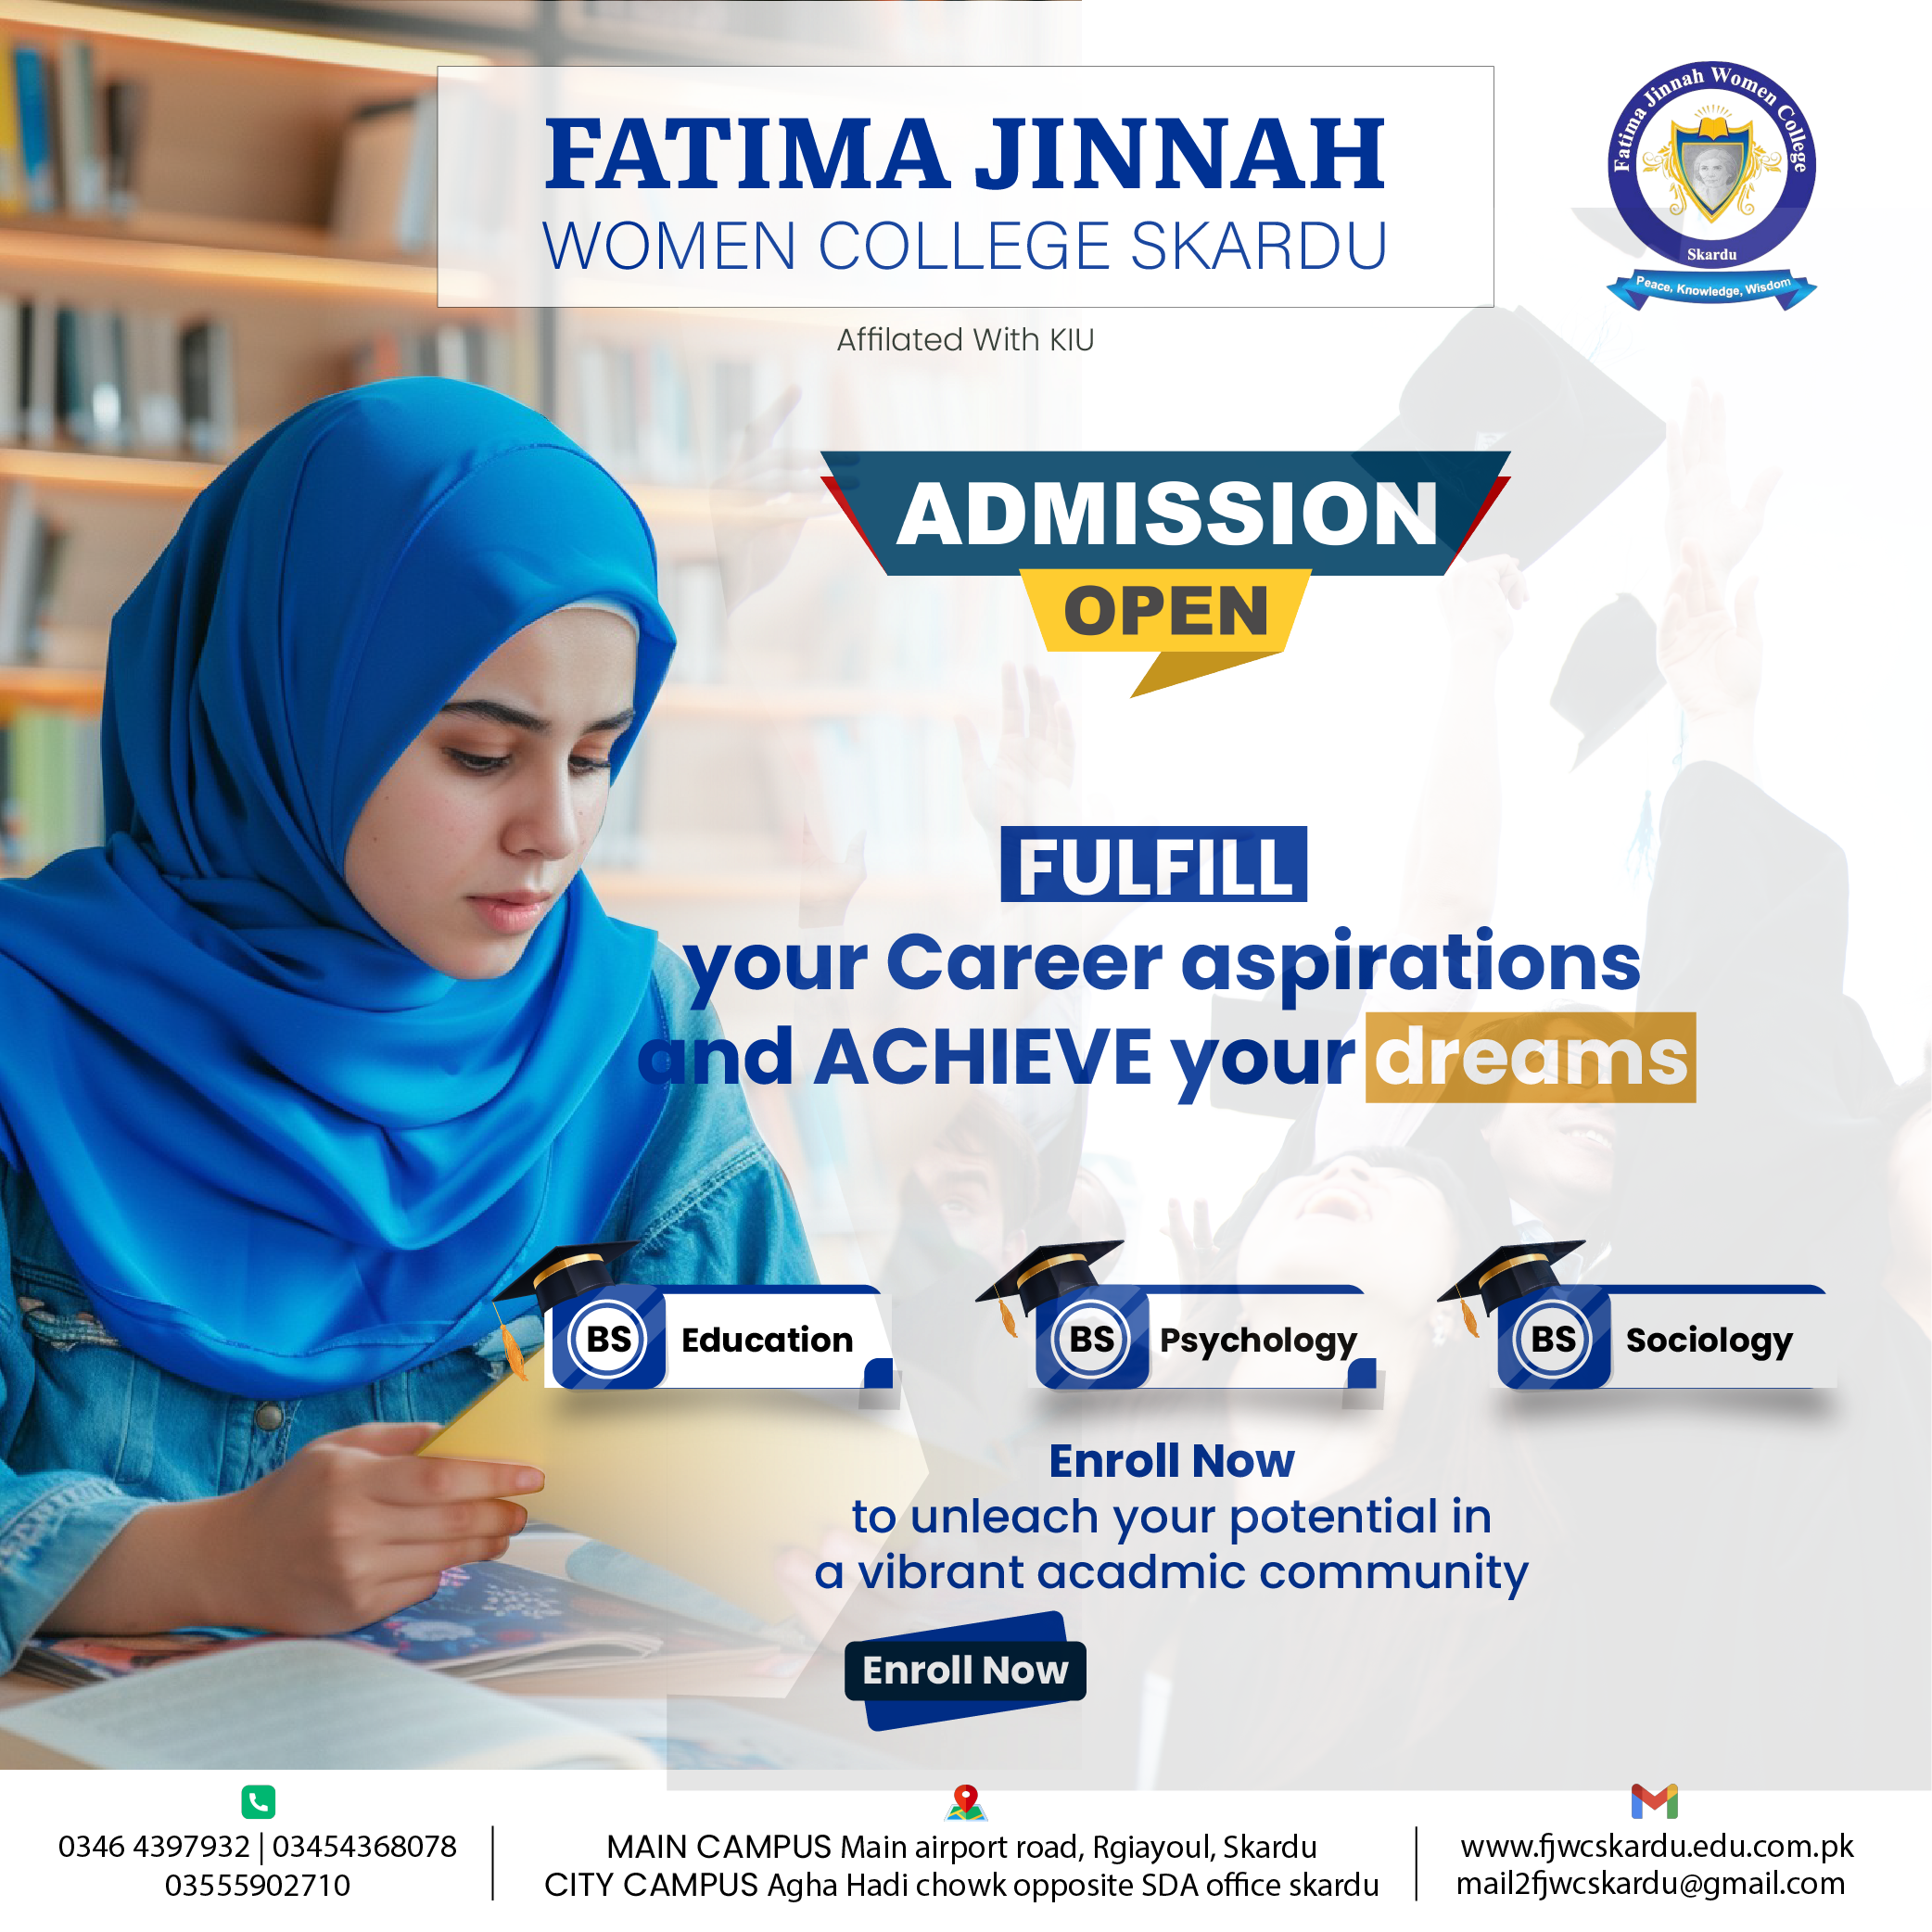 FATIMA JINNAH
WOMEN COLLEGE SKARDU
Affilated With KIU
Fatima Jinnah Women College
Skardu
Peace, Knowledge, Wisdom
ADMISSION
OPEN
FULFILL
your Career aspirations
and ACHIEVE your dreams
BS Education
BS Psychology
BS Sociology
Enroll Now
to unleach your potential in
a vibrant acadmic community
Enroll Now
0346 4397932 | 03454368078
03555902710
MAIN CAMPUS Main airport road, Rgiayoul, Skardu
CITY CAMPUS Agha Hadi chowk opposite SDA office skardu
www.fjwcskardu.edu.com.pk
mail2fjwcskardu@gmail.com